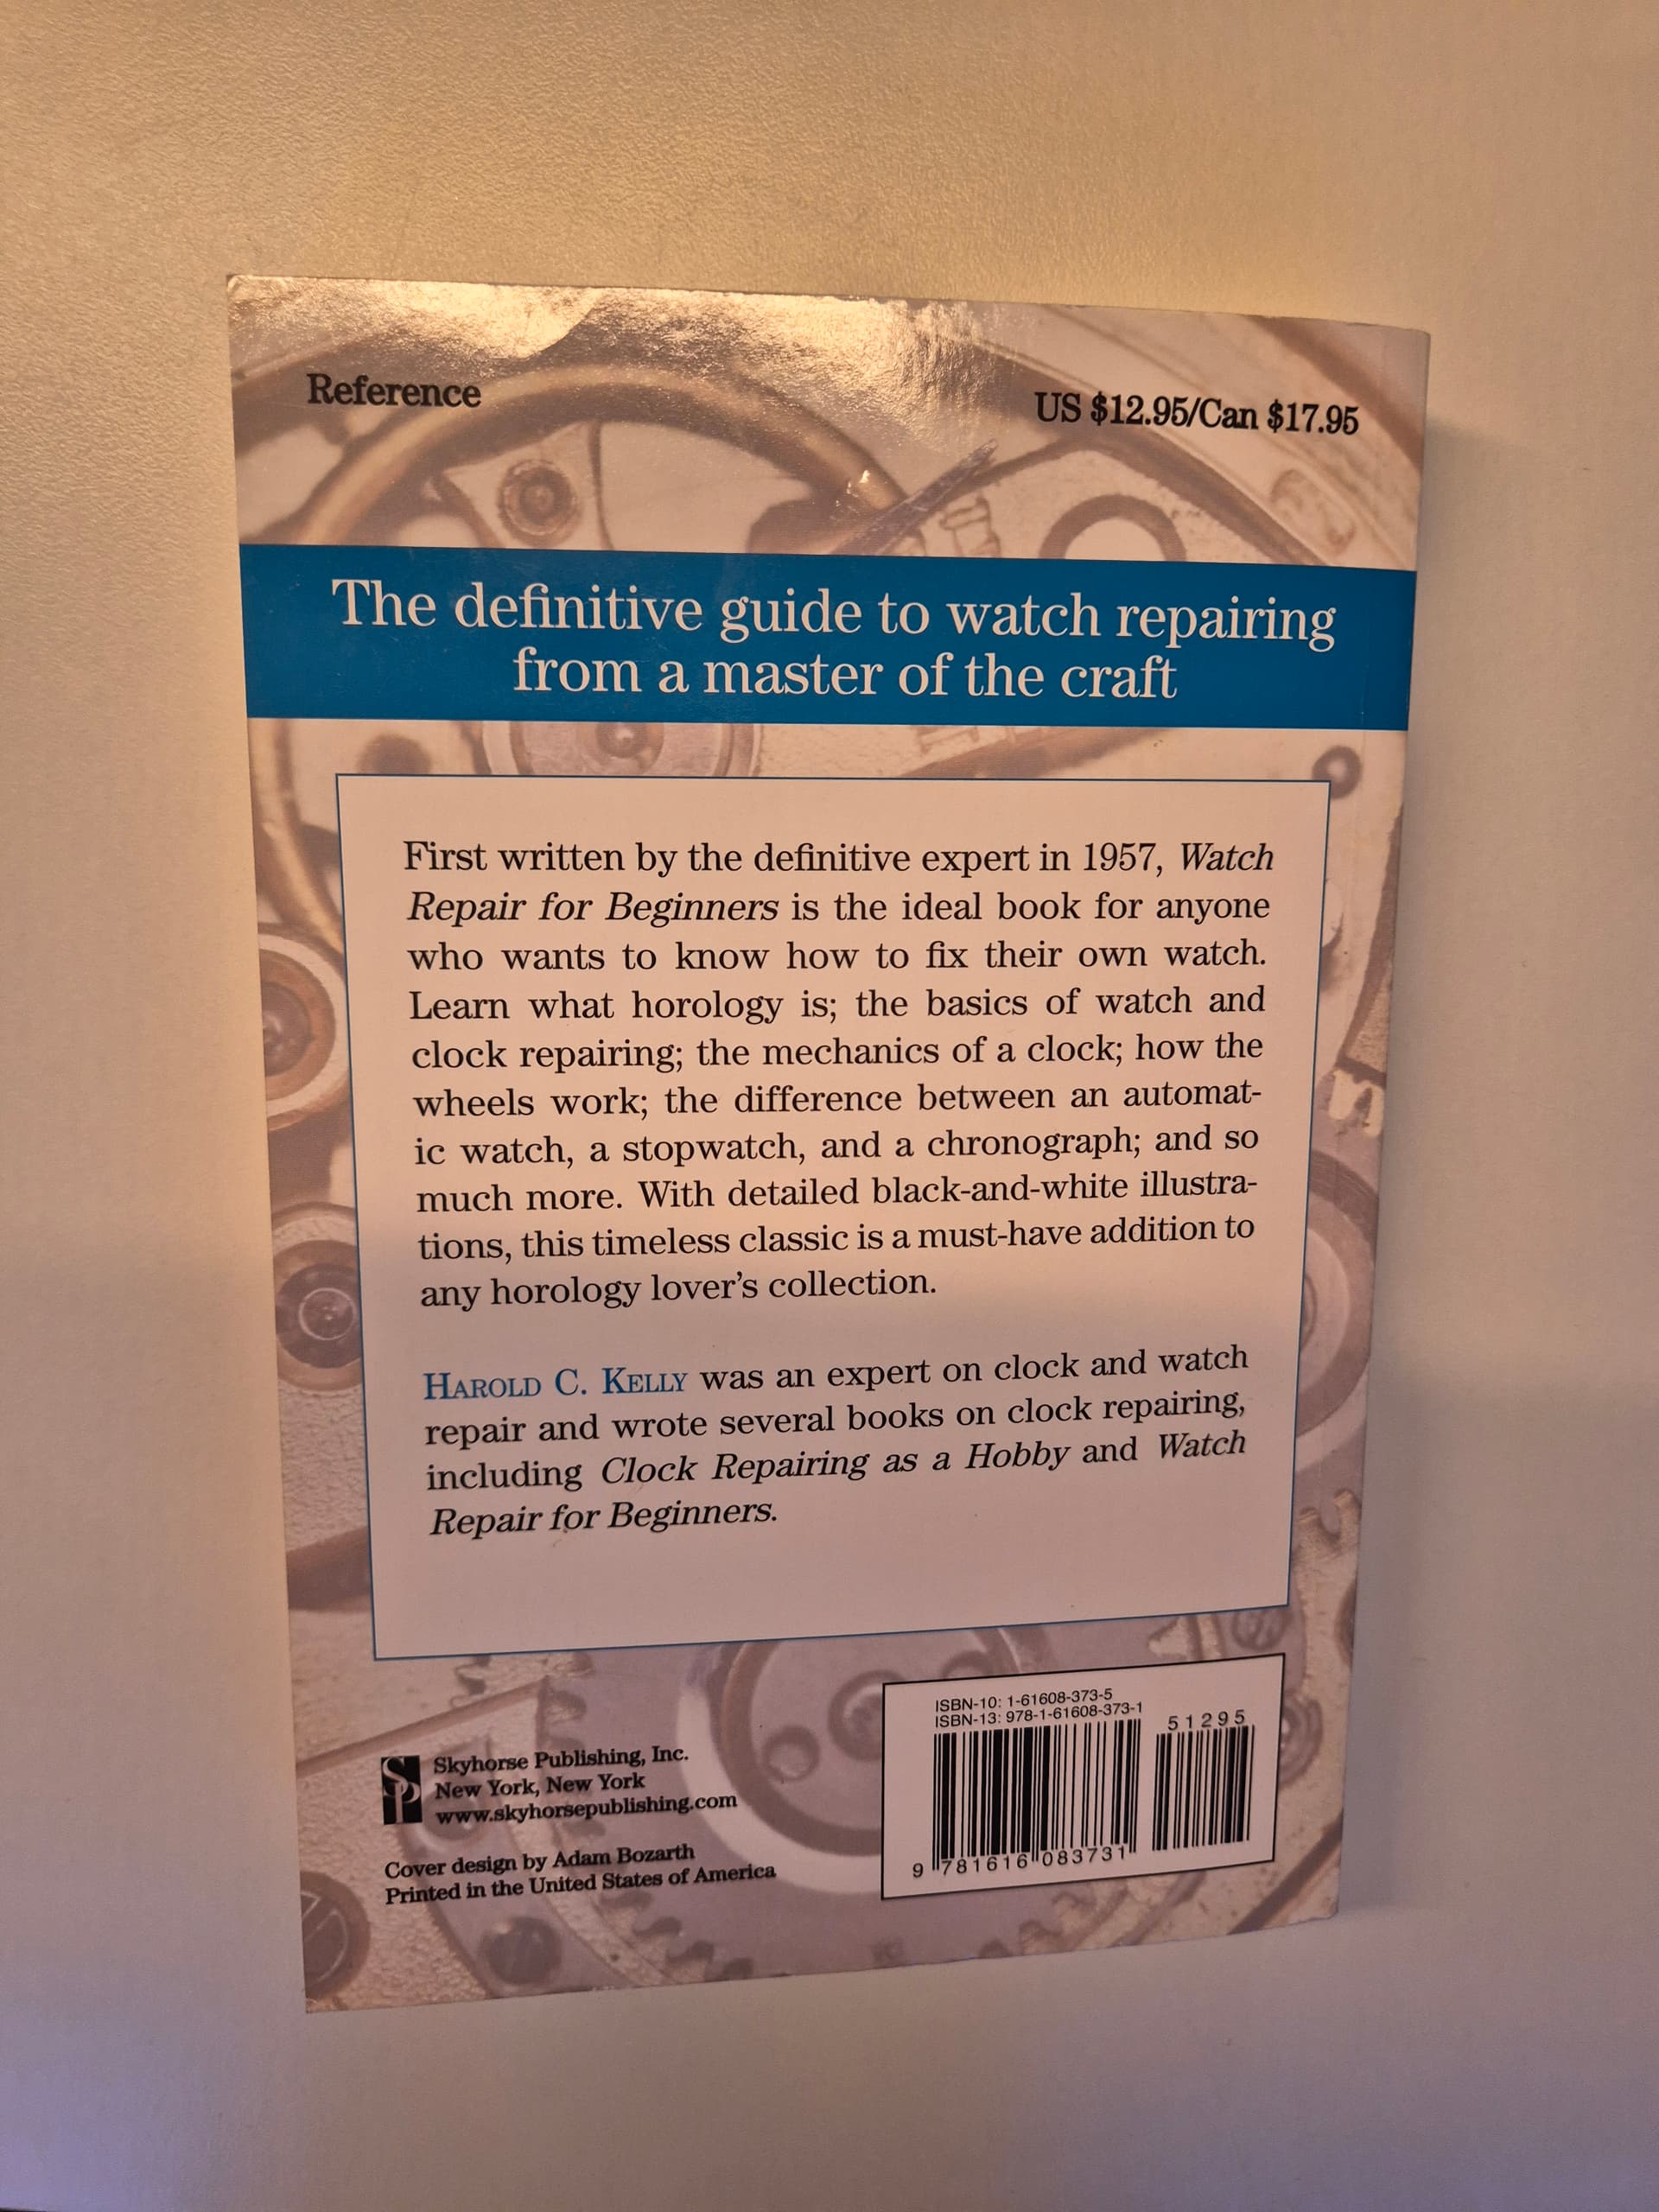 Reference
US $12.95/Can $17.95
The definitive guide to watch repairing
from a master of the craft
First written by the definitive expert in 1957, Watch
Repair for Beginners is the ideal book for anyone
who wants to know how to fix their own watch.
Learn what horology is; the basics of watch and
clock repairing; the mechanics of a clock; how the
wheels work; the difference between an automat-
ic watch, a stopwatch, and a chronograph; and so
much more. With detailed black-and-white illustra-
tions, this timeless classic is a must-have addition to
any horology lover's collection.
HAROLD C. KELLY was an expert on clock and watch
repair and wrote several books on clock repairing,
including Clock Repairing as a Hobby and Watch
Repair for Beginners.
SP
Skyhorse Publishing, Inc.
New York, New York
www.skyhorsepublishing.com
Cover design by Adam Bozarth
Printed in the United States of America
ISBN-10: 1-61608-373-5
ISBN-13: 978-1-61608-373-1
51295
9 781616 083731